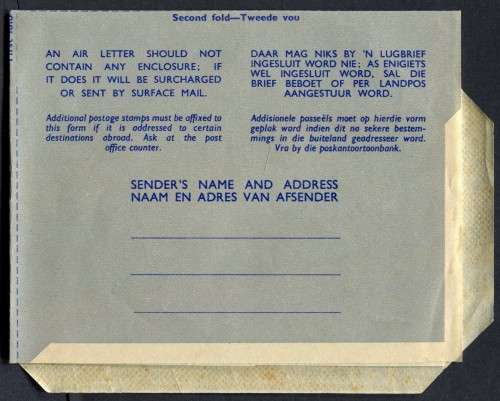 Second fold—Tweede vou
AN AIR LETTER SHOULD NOT
CONTAIN ANY ENCLOSURE; IF
IT DOES IT WILL BE SURCHARGED
OR SENT BY SURFACE MAIL.
Additional postage stamps must be affixed to
this form if it is addressed to certain
destinations abroad. Ask at the post
office counter.
DAAR MAG NIKS BY 'N LUGBRIEF
INGESLUIT WORD NIE; AS ENIGIETS
WEL INGESLUIT WORD, SAL DIE
BRIEF BEBOET OF PER LANDPOS
AANGESTUUR WORD.
Addisionele posseëls moet op hierdie vorm
geplak word indien dit na sekere bestem-
mings in die buiteland geadresseer word.
Vra by die poskantoortoonbank.
SENDER'S NAME AND ADDRESS
NAAM EN ADRES VAN AFSENDER